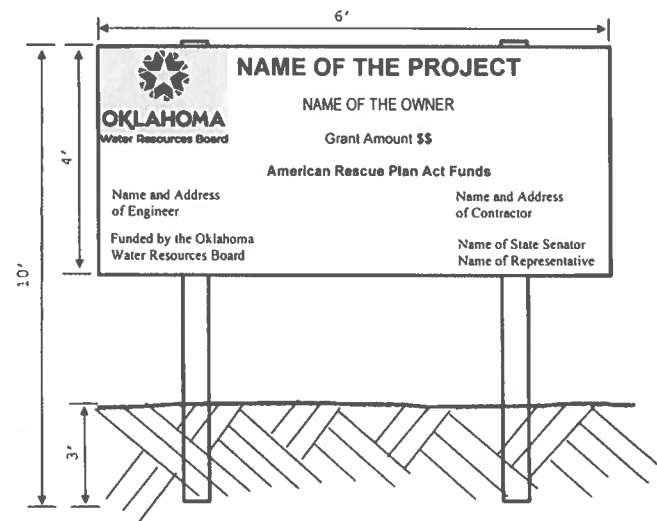 6'
NAME OF THE PROJECT
OKLAHOMA
Water Resources Board
NAME OF THE OWNER
Grant Amount $$
American Rescue Plan Act Funds
Name and Address
of Engineer
Funded by the Oklahoma
Water Resources Board
Name and Address
of Contractor
Name of State Senator
Name of Representative
4'
10'
3'